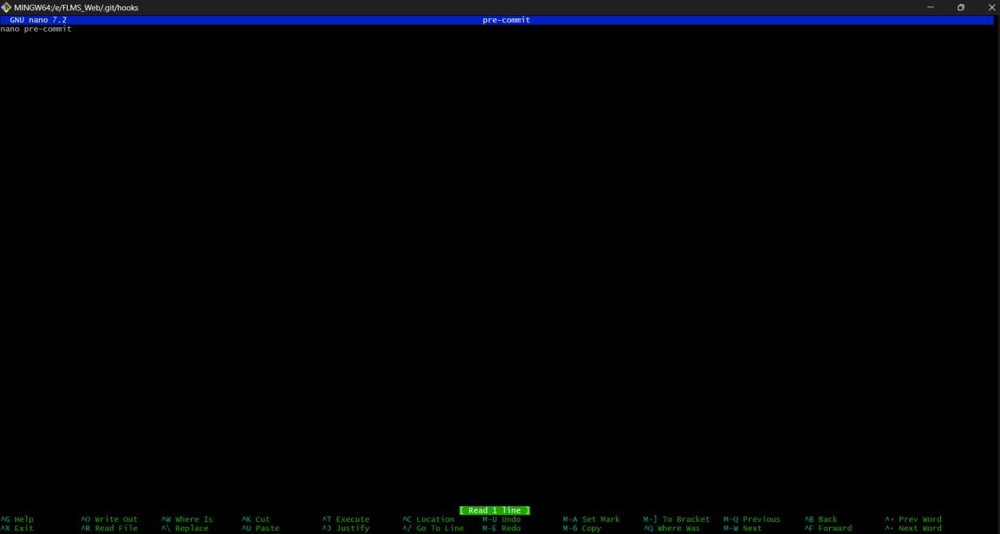 MINGW64:/e/FLMS_Web/.git/hooks
GNU nano 7.2 pre-commit
nano pre-commit
[ Read 1 line ]
^G Help ^O Write Out ^W Where Is ^K Cut ^T Execute ^C Location M-U Undo M-A Set Mark M-] To Bracket M-Q Previous ^B Back ^◂ Prev Word
^X Exit ^R Read File ^\ Replace ^U Paste ^J Justify ^/ Go To Line M-E Redo M-6 Copy ^Q Where Was M-W Next ^F Forward ^▸ Next Word